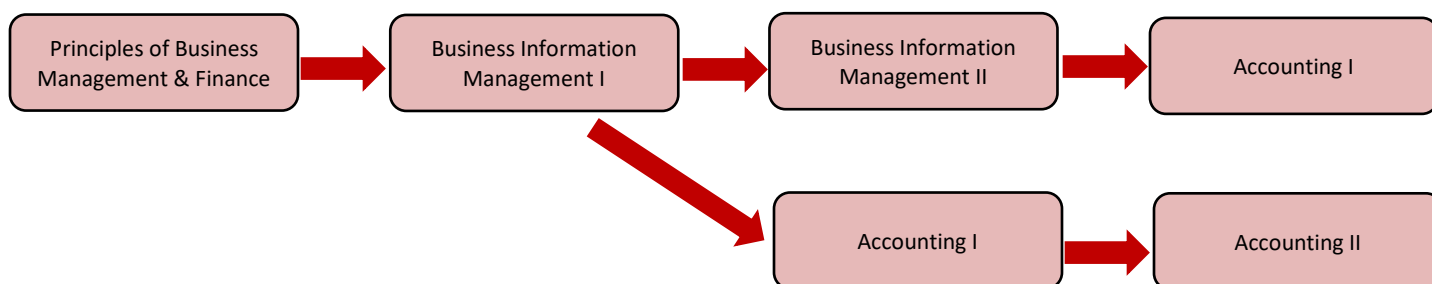 Principles of Business
Management & Finance
Business Information
Management I
Business Information
Management II
Accounting I
Accounting I
Accounting II